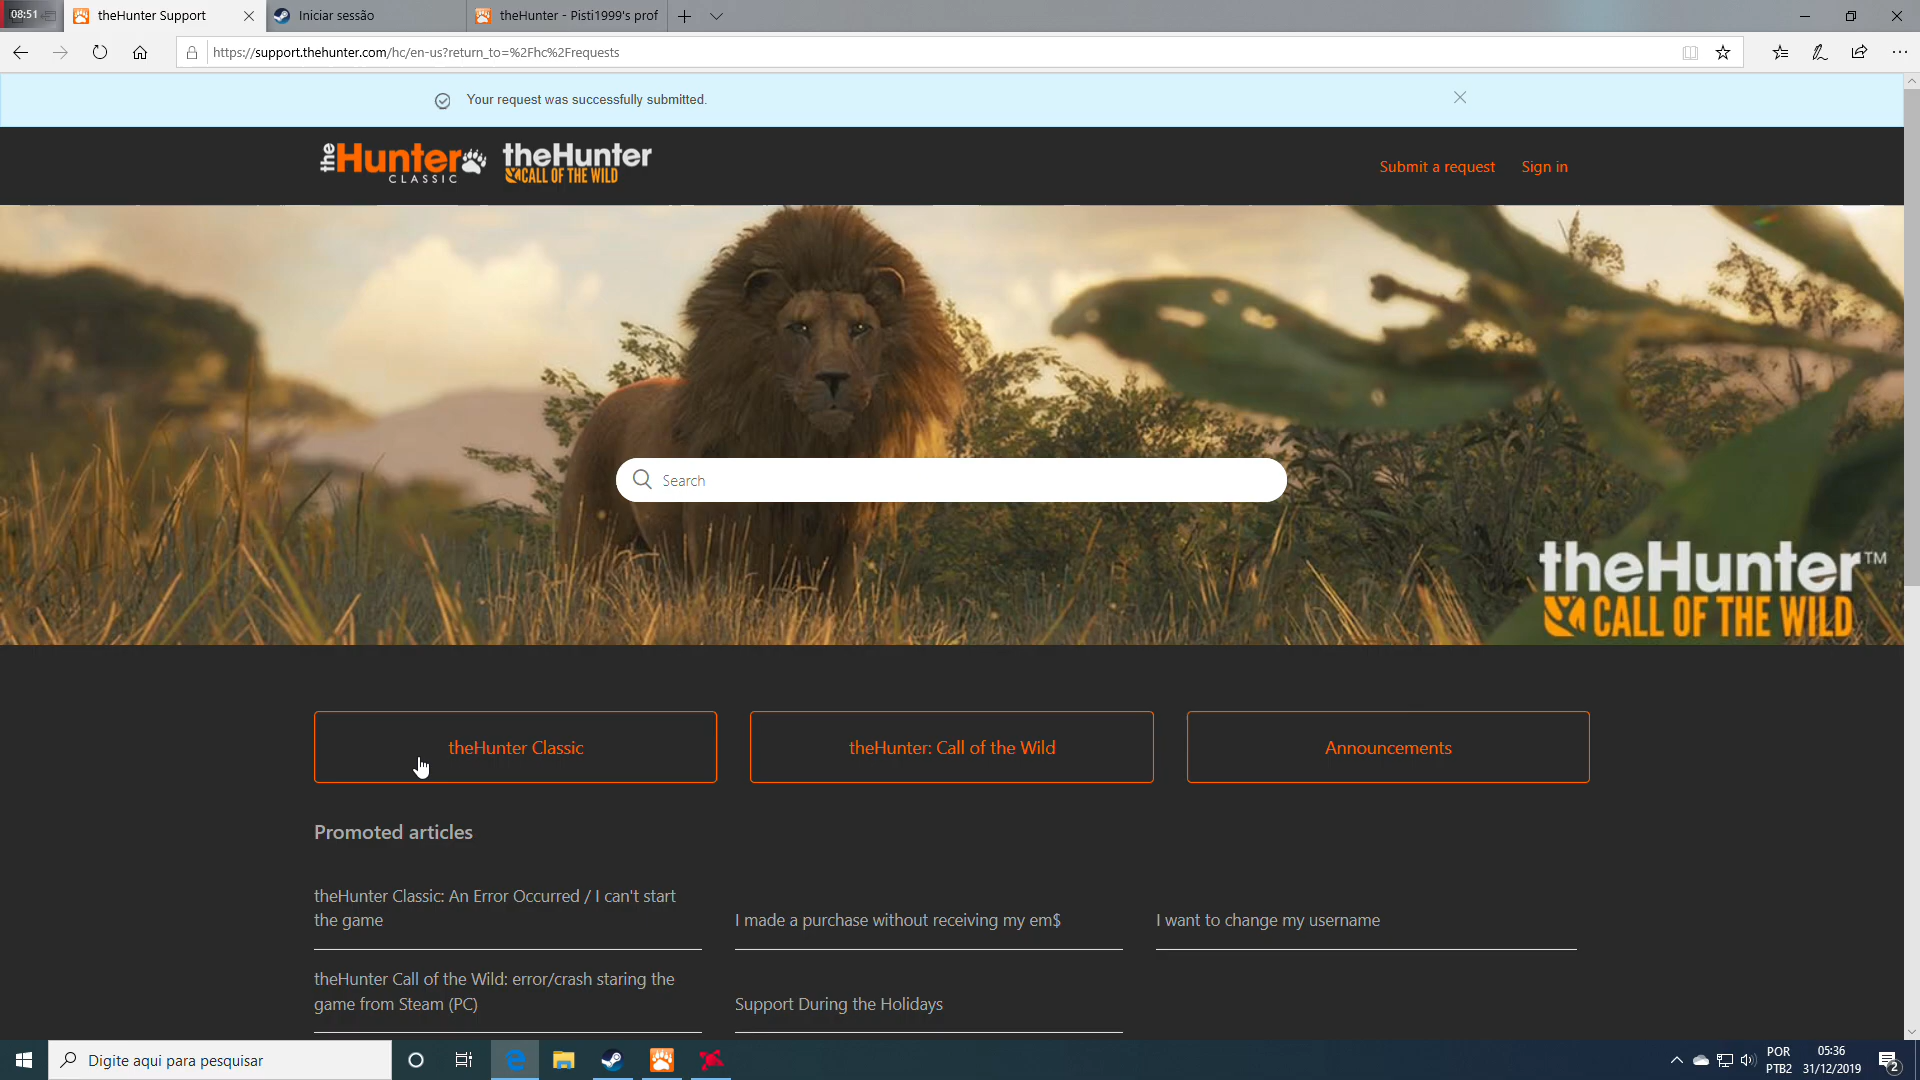 08:51
theHunter Support
Iniciar sessão
theHunter - Pisti1999's prof
https://support.thehunter.com/hc/en-us?return_to=%2Fhc%2Frequests
Your request was successfully submitted.
theHunter CLASSIC
theHunter CALL OF THE WILD
Submit a request
Sign in
Search
theHunter™
CALL OF THE WILD
theHunter Classic
theHunter: Call of the Wild
Announcements
Promoted articles
theHunter Classic: An Error Occurred / I can't start
the game
I made a purchase without receiving my em$
I want to change my username
theHunter Call of the Wild: error/crash staring the
game from Steam (PC)
Support During the Holidays
Digite aqui para pesquisar
POR
PTB2
05:36
31/12/2019
2